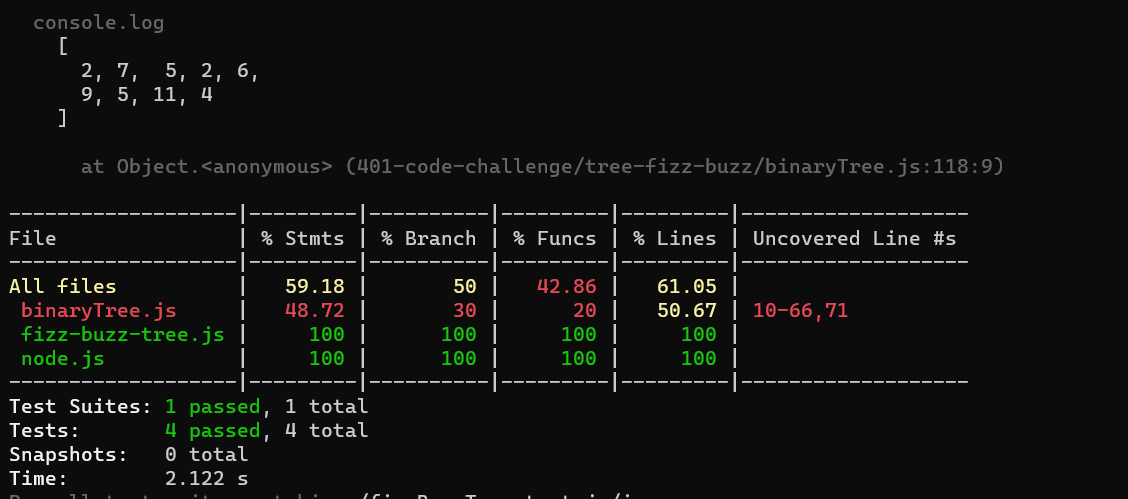 console.log
[
2, 7,  5, 2, 6,
9, 5, 11, 4
]
at Object.<anonymous> (401-code-challenge/tree-fizz-buzz/binaryTree.js:118:9)
-------------------|---------|----------|---------|---------|-------------------
File               | % Stmts | % Branch | % Funcs | % Lines | Uncovered Line #s
-------------------|---------|----------|---------|---------|-------------------
All files          |   59.18 |       50 |   42.86 |   61.05 |
 binaryTree.js     |   48.72 |       30 |      20 |   50.67 | 10-66,71
 fizz-buzz-tree.js |     100 |      100 |     100 |     100 |
 node.js           |     100 |      100 |     100 |     100 |
-------------------|---------|----------|---------|---------|-------------------
Test Suites: 1 passed, 1 total
Tests:       4 passed, 4 total
Snapshots:   0 total
Time:        2.122 s